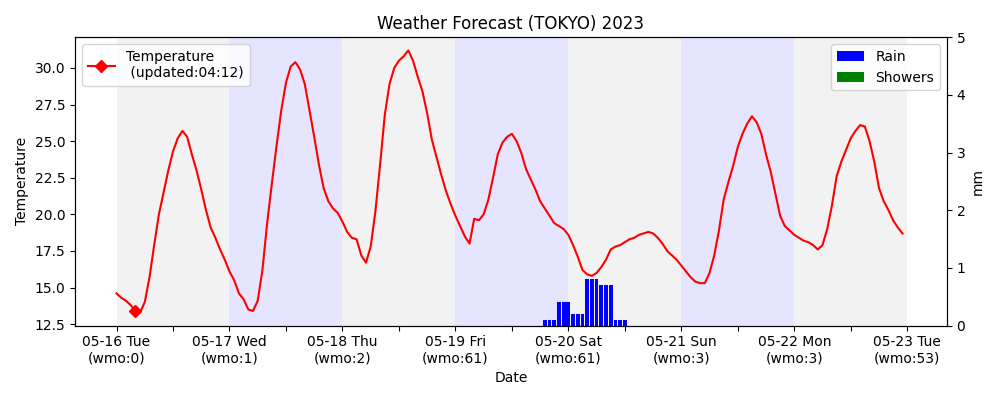 Weather Forecast (TOKYO) 2023
Temperature
(updated:04:12)
Rain
Showers
Temperature
30.0
27.5
25.0
22.5
20.0
17.5
15.0
12.5
5
4
3
2
1
0
mm
05-16 Tue
(wmo:0)
05-17 Wed
(wmo:1)
05-18 Thu
(wmo:2)
05-19 Fri
(wmo:61)
05-20 Sat
(wmo:61)
05-21 Sun
(wmo:3)
05-22 Mon
(wmo:3)
05-23 Tue
(wmo:53)
Date